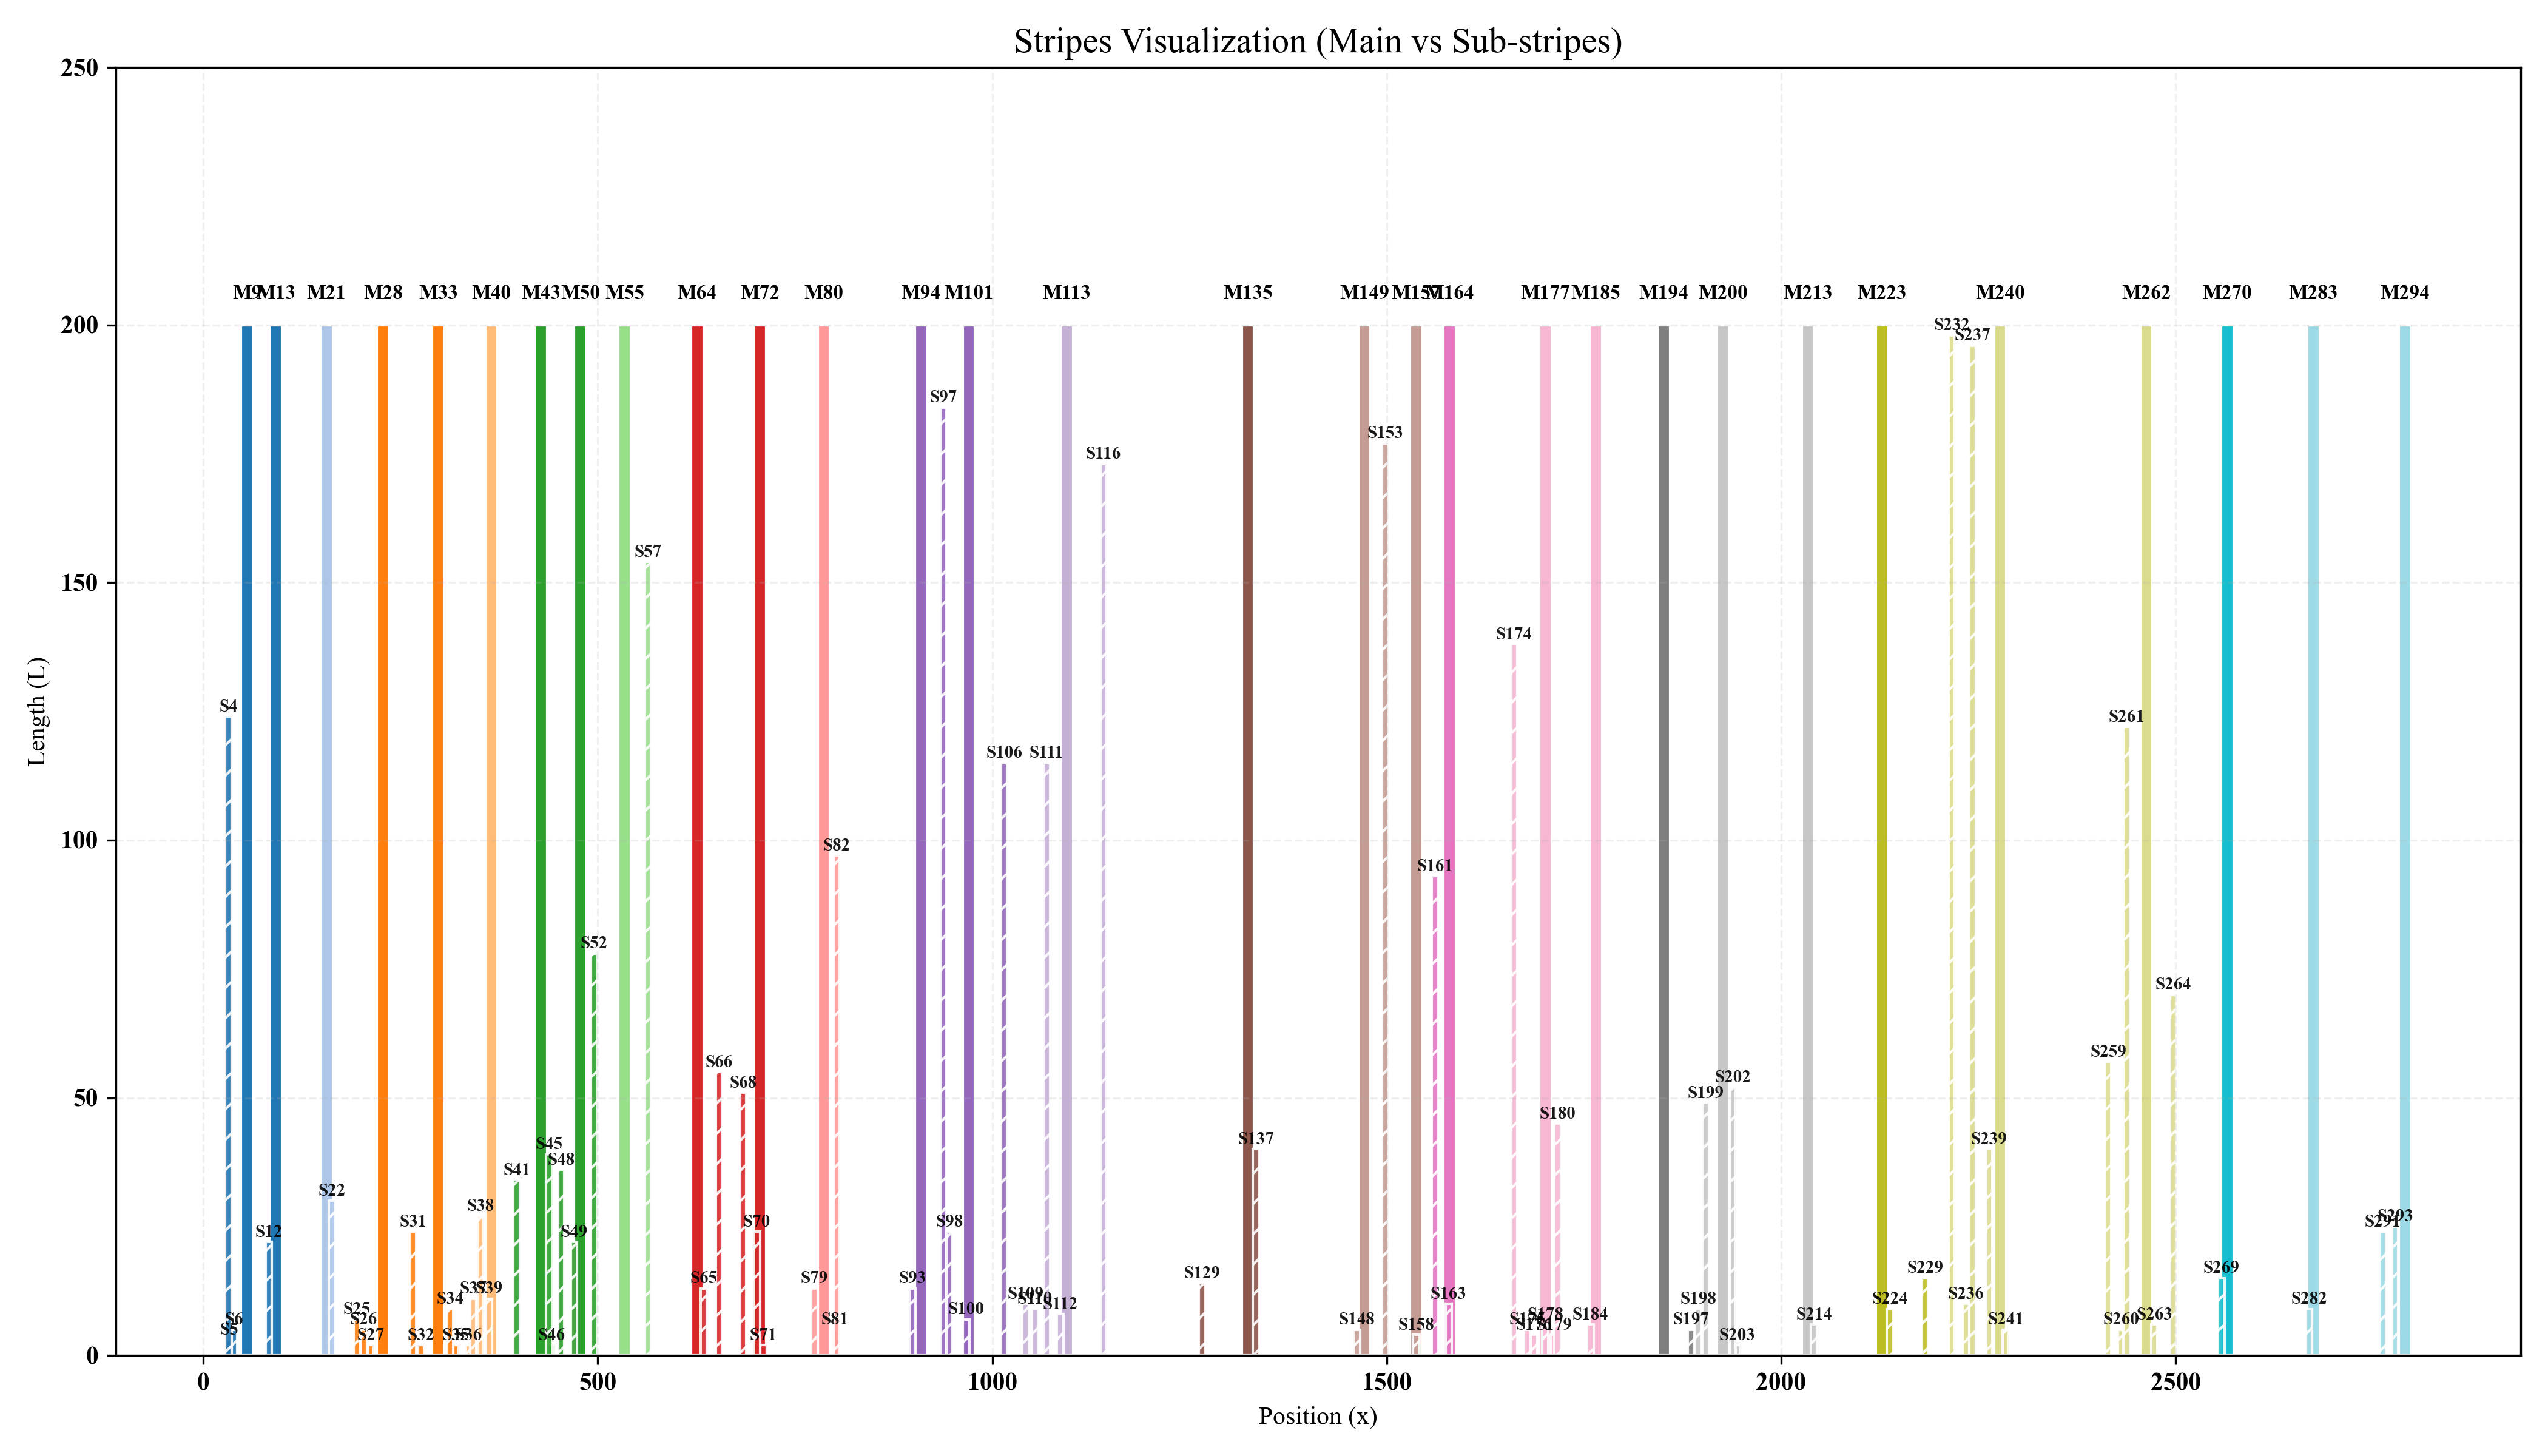 Stripes Visualization (Main vs Sub-stripes)
250
M9 M13 M21 M28 M33 M40 M43 M50 M55 M64 M72 M80 M94 M101 M113 M135 M149 M157 M164 M177 M185 M194 M200 M213 M223 M240 M262 M270 M283 M294
200
S232
S237
S97
S153
S116
150
S57
S174
S4
S261
S106 S111
100
S82
S161
S52
S264
50
S66
S259
S68
S202
S199
S180
S45
S137
S239
S48
S41
S22
S38
S293
S31
S70
S98
S291
S12
S49
S129
S269
S229
S65
S79
S93
S37
S39
S236
S163
S109
S34
S110
S198
S224
S282
S112
S25
S100
S178
S184
S214
S263
S6
S26
S81
S148
S175
S197
S241
S260
S5
S158
S176
S179
S27
S32
S35
S36
S46
S71
S203
0
0 500 1000 1500 2000 2500
Length (L)
Position (x)